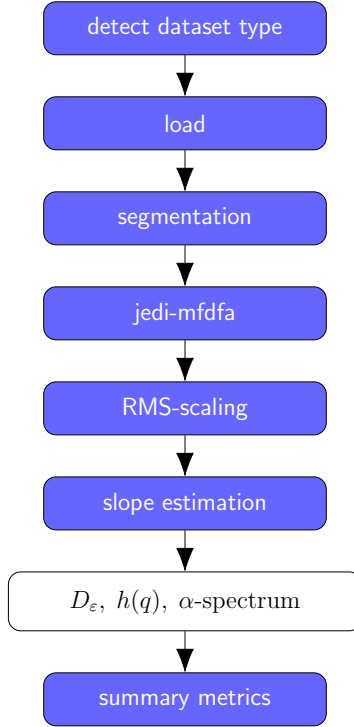 detect dataset type
load
segmentation
jedi-mfdfa
RMS-scaling
slope estimation
D_ε, h(q), α-spectrum
summary metrics